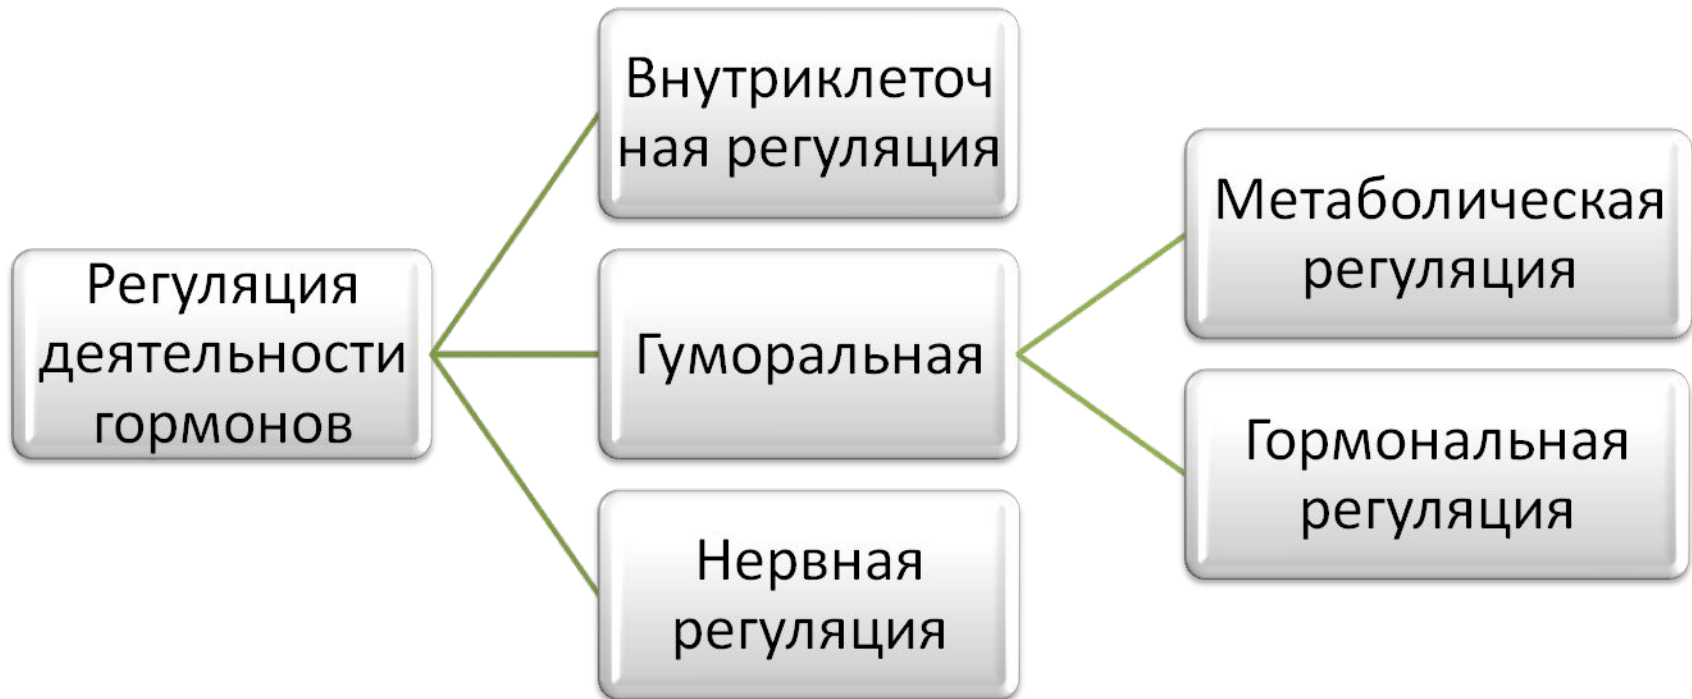 Внутриклеточ
ная регуляция
Метаболическая
регуляция
Регуляция
деятельности
гормонов
Гуморальная
Гормональная
регуляция
Нервная
регуляция